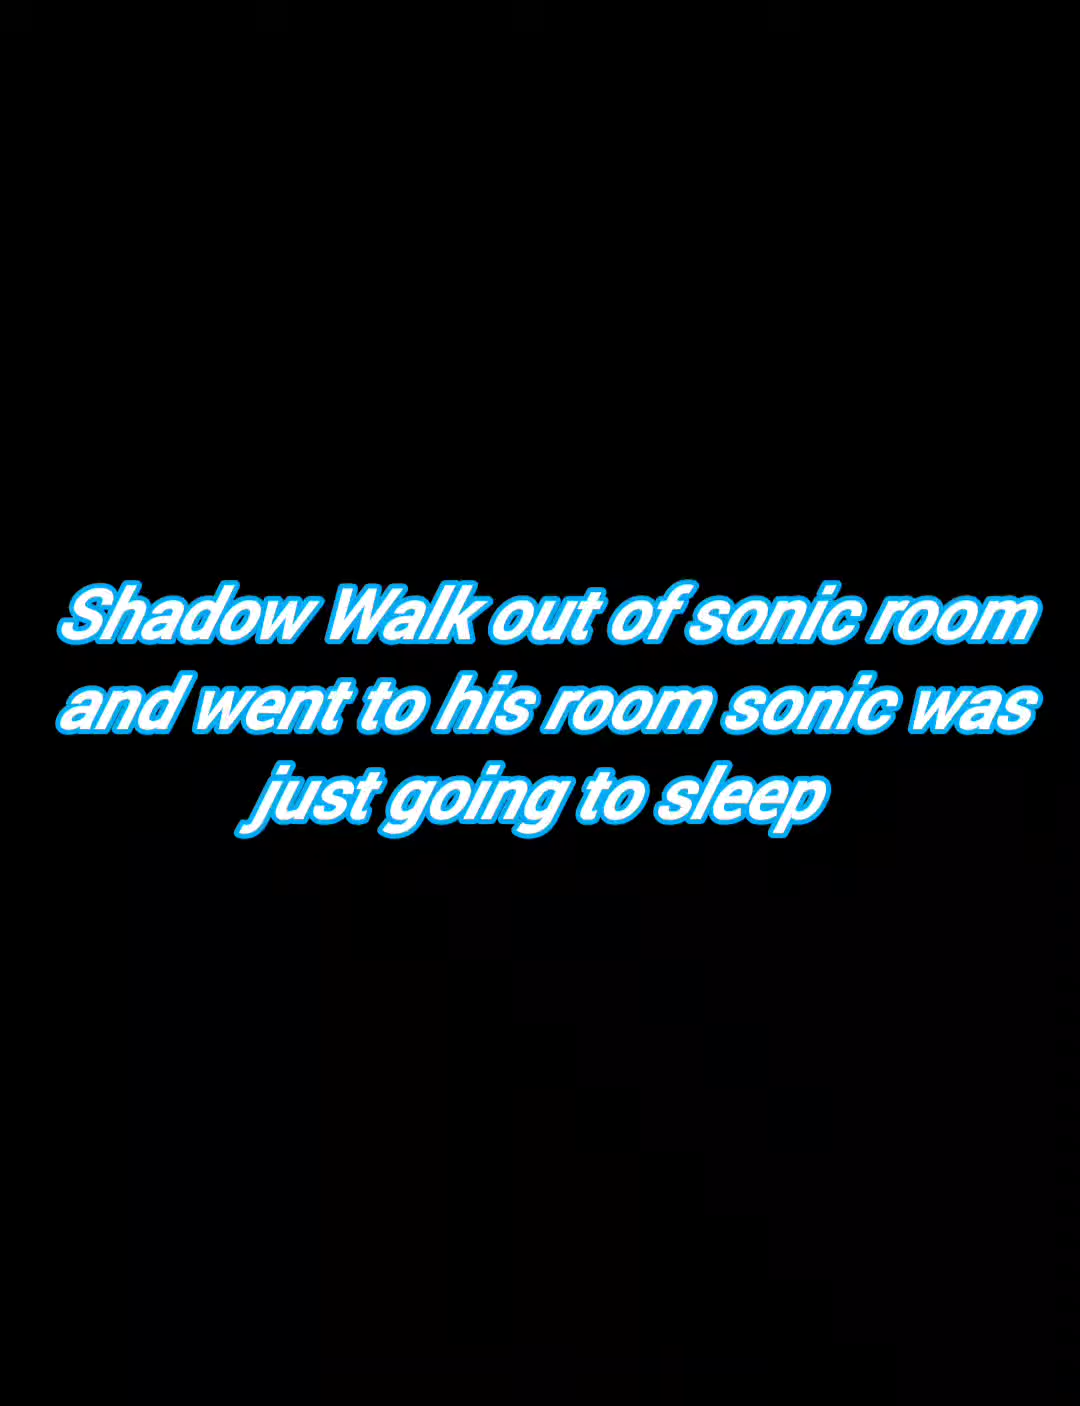 Shadow Walk out of sonic room
and went to his room sonic was
just going to sleep